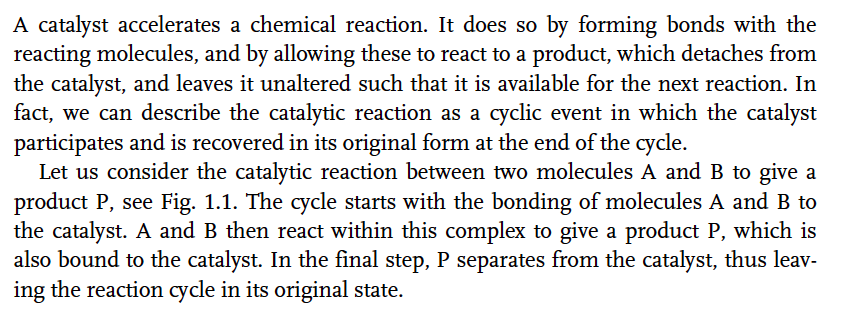 A catalyst accelerates a chemical reaction. It does so by forming bonds with the
reacting molecules, and by allowing these to react to a product, which detaches from
the catalyst, and leaves it unaltered such that it is available for the next reaction. In
fact, we can describe the catalytic reaction as a cyclic event in which the catalyst
participates and is recovered in its original form at the end of the cycle.
Let us consider the catalytic reaction between two molecules A and B to give a
product P, see Fig. 1.1. The cycle starts with the bonding of molecules A and B to
the catalyst. A and B then react within this complex to give a product P, which is
also bound to the catalyst. In the final step, P separates from the catalyst, thus leav-
ing the reaction cycle in its original state.